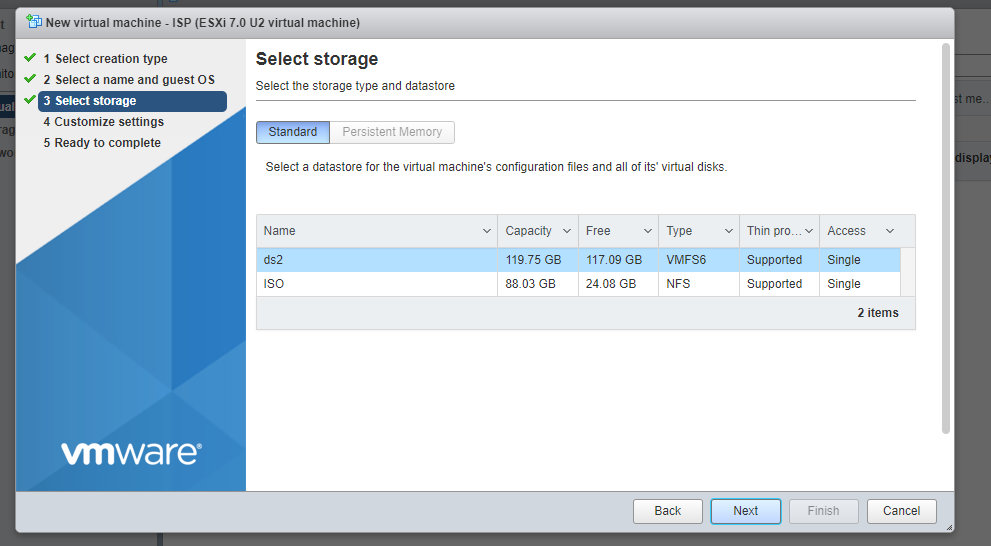 New virtual machine - ISP (ESXi 7.0 U2 virtual machine)
1 Select creation type
2 Select a name and guest OS
3 Select storage
4 Customize settings
5 Ready to complete
vmware®
Select storage
Select the storage type and datastore
Standard Persistent Memory
Select a datastore for the virtual machine's configuration files and all of its' virtual disks.
Name Capacity Free Type Thin pro... Access
ds2 119.75 GB 117.09 GB VMFS6 Supported Single
ISO 88.03 GB 24.08 GB NFS Supported Single
2 items
Back Next Finish Cancel